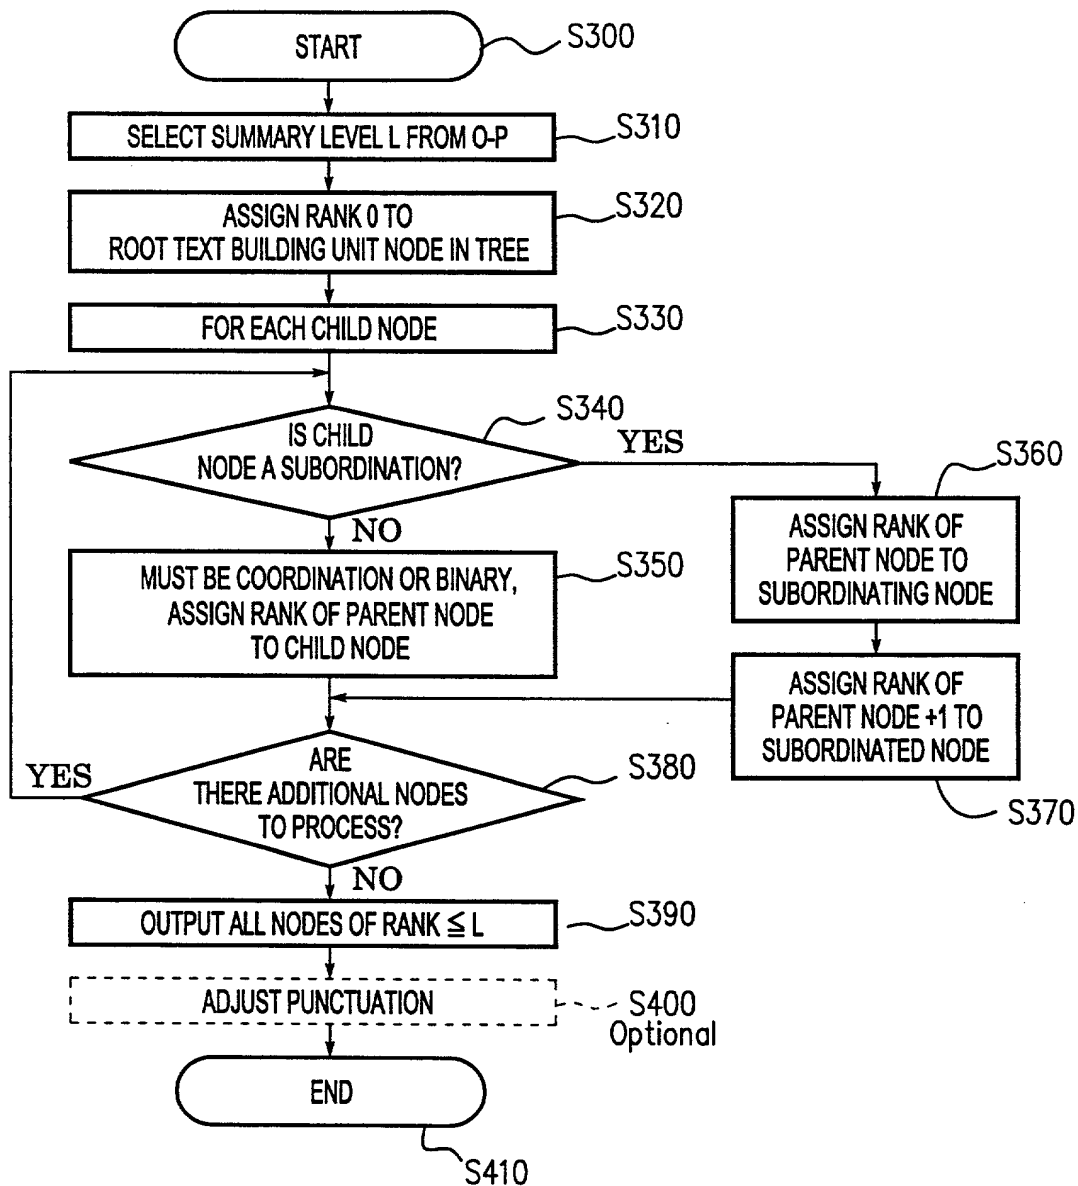 START
S300
SELECT SUMMARY LEVEL L FROM O-P
S310
ASSIGN RANK 0 TO
ROOT TEXT BUILDING UNIT NODE IN TREE
S320
FOR EACH CHILD NODE
S330
IS CHILD
NODE A SUBORDINATION?
S340
YES
NO
ASSIGN RANK OF
PARENT NODE TO
SUBORDINATING NODE
S360
MUST BE COORDINATION OR BINARY,
ASSIGN RANK OF PARENT NODE
TO CHILD NODE
S350
ASSIGN RANK OF
PARENT NODE +1 TO
SUBORDINATED NODE
S370
ARE
THERE ADDITIONAL NODES
TO PROCESS?
S380
YES
NO
OUTPUT ALL NODES OF RANK ≦ L
S390
ADJUST PUNCTUATION
S400
Optional
END
S410